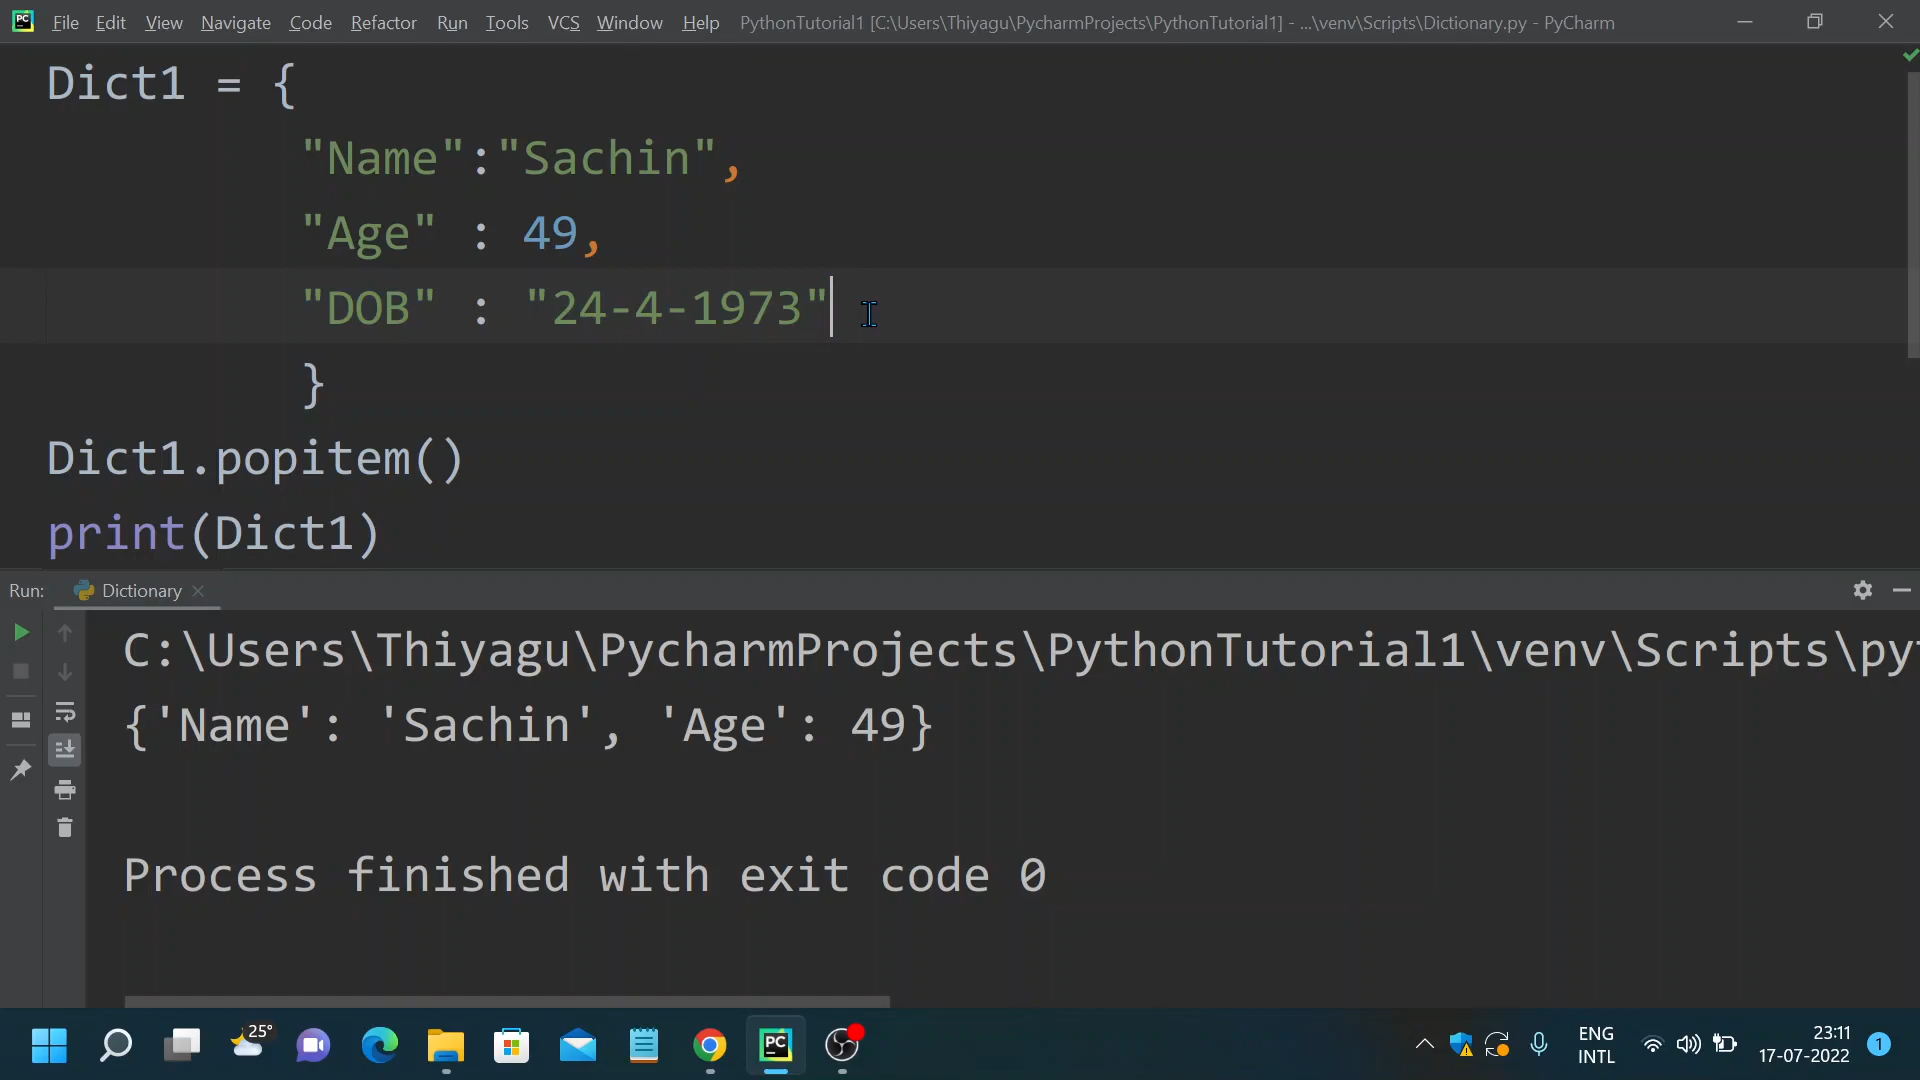 PC File Edit View Navigate Code Refactor Run Tools VCS Window Help PythonTutorial1 [C:\Users\Thiyagu\PycharmProjects\PythonTutorial1] - ...\venv\Scripts\Dictionary.py - PyCharm
Dict1 = {
"Name":"Sachin",
"Age" : 49,
"DOB" : "24-4-1973"
}
Dict1.popitem()
print(Dict1)
Run: Dictionary
C:\Users\Thiyagu\PycharmProjects\PythonTutorial1\venv\Scripts\py
{'Name': 'Sachin', 'Age': 49}
Process finished with exit code 0
25°
PC
ENG
INTL
23:11
17-07-2022
1